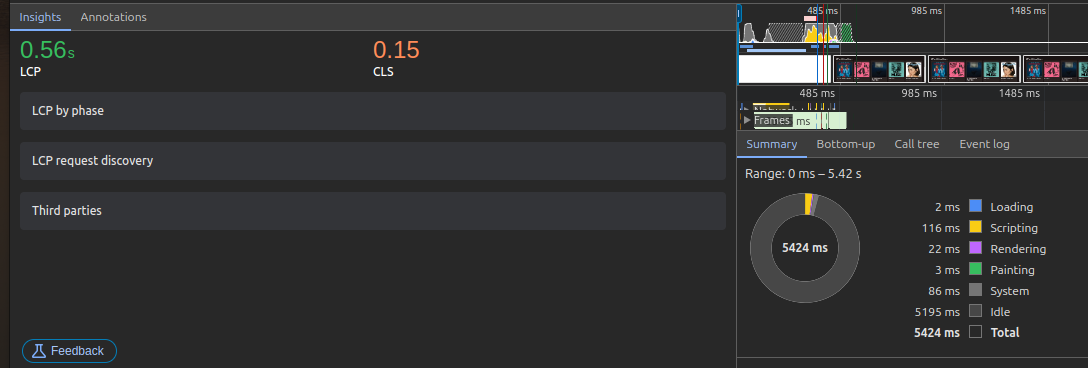 Insights Annotations
0.56s
LCP
0.15
CLS
LCP by phase
LCP request discovery
Third parties
Feedback
485 ms 985 ms 1485 ms
485 ms 985 ms 1485 ms
Frames ms
Summary Bottom-up Call tree Event log
Range: 0 ms – 5.42 s
5424 ms
2 ms Loading
116 ms Scripting
22 ms Rendering
3 ms Painting
86 ms System
5195 ms Idle
5424 ms Total